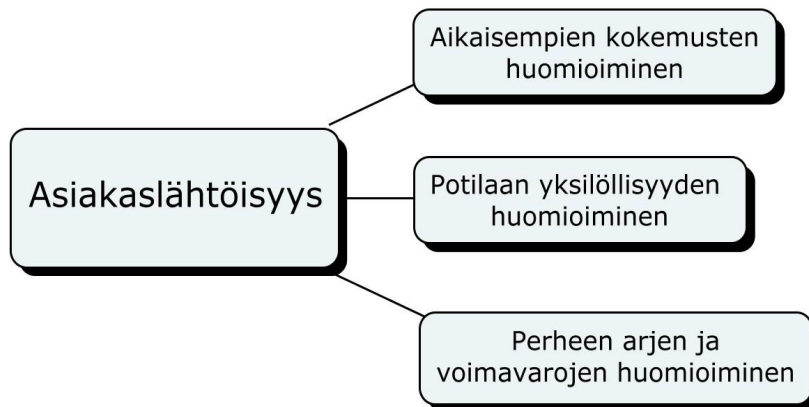 Aikaisempien kokemusten
huomioiminen
Asiakaslähtöisyys
Potilaan yksilöllisyyden
huomioiminen
Perheen arjen ja
voimavarojen huomioiminen